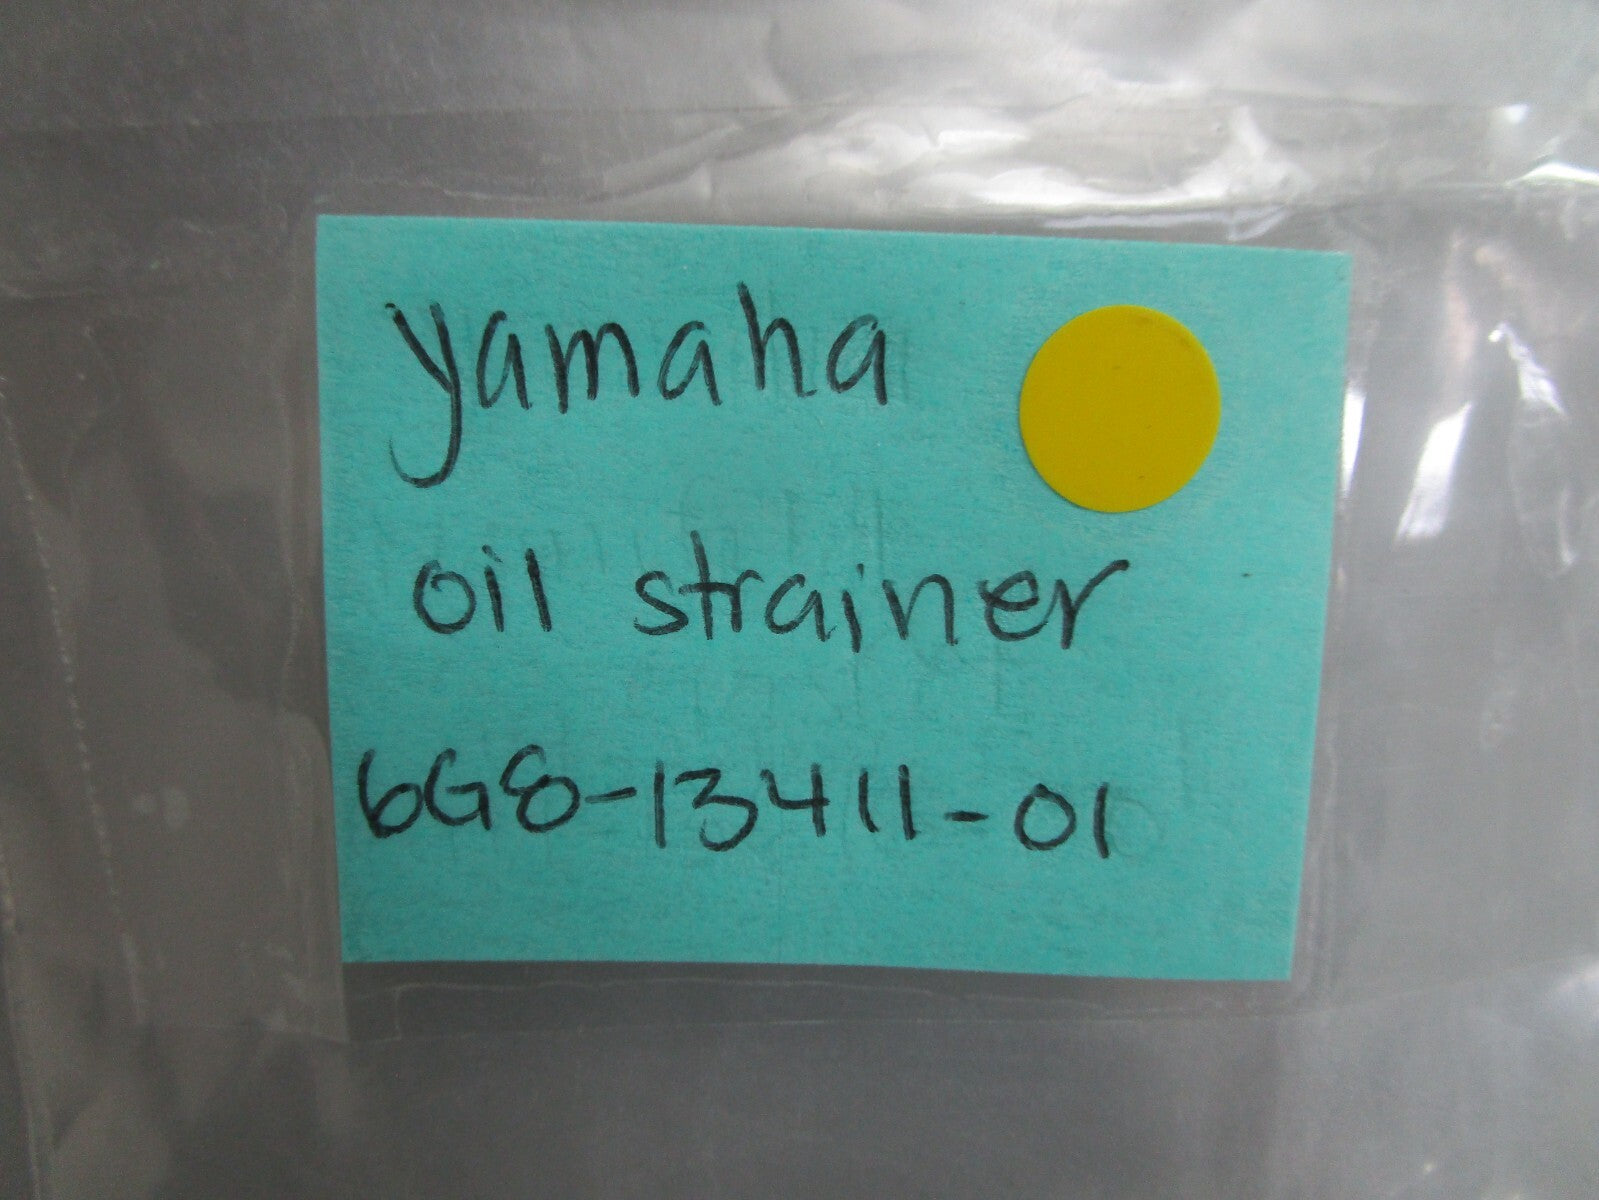 yamaha
oil strainer
6G8-13411-01